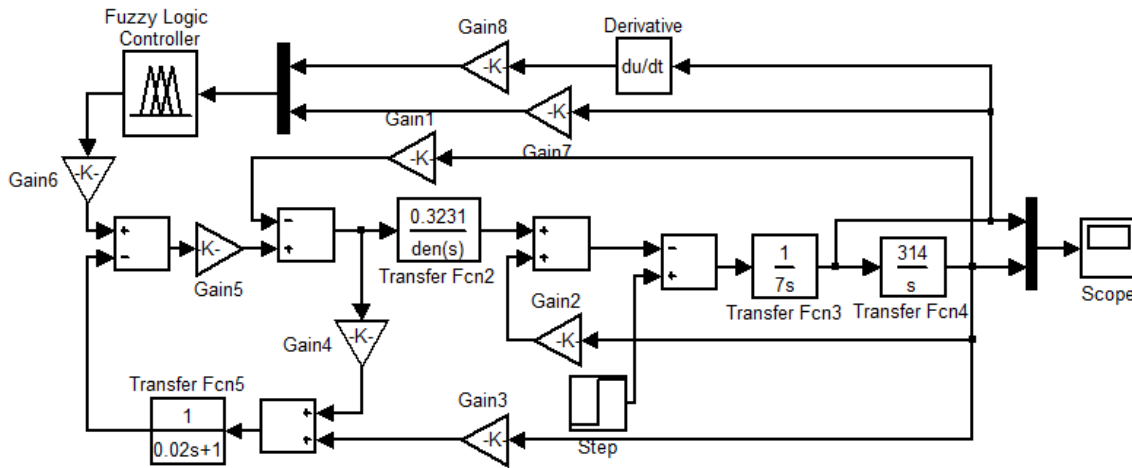 Fuzzy Logic
Controller
Gain8
Derivative
-K-
du/dt
Gain1
-K-
Gain7
-K-
Gain6
-K-
+
-
-K-
Gain5
-
+
0.3231
den(s)
Transfer Fcn2
+
+
-
+
1
7s
Transfer Fcn3
314
s
Transfer Fcn4
Scope
Gain2
-K-
Gain4
-K-
Transfer Fcn5
1
0.02s+1
+
+
Gain3
-K-
Step